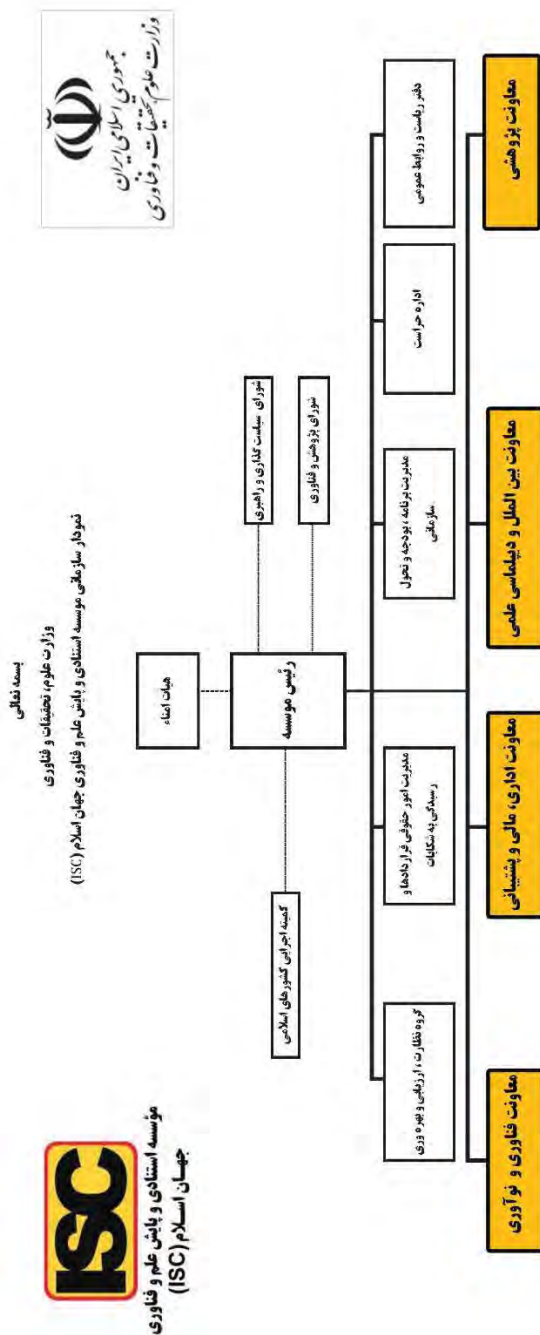 بسمه تعالی
وزارت علوم، تحقیقات و فناوری
نمودار سازمانی موسسه استنادی و پایش علم و فناوری جهان اسلام (ISC)
جمهوری اسلامی ایران
وزارت علوم تحقیقات و فناوری
ISC
مؤسسه استنادی و پایش علم و فناوری
جهـان اسـلام (ISC)
هیات امناء
رئیس موسسه
شورای سیاست گذاری و راهبری
شورای پژوهش و فناوری
کمیته اجرایی کشورهای اسلامی
دفتر ریاست و روابط عمومی
اداره حراست
مدیریت برنامه ، بودجه و تحول
سازمانی
مدیریت امور حقوقی قراردادها و
رسیدگی به شکایات
گروه نظارت ، ارزیابی و بهره وری
معاونت پژوهشی
معاونت بین الملل و دیپلماسی علمی
معاونت اداری، مالی و پشتیبانی
معاونت فناوری و نوآوری